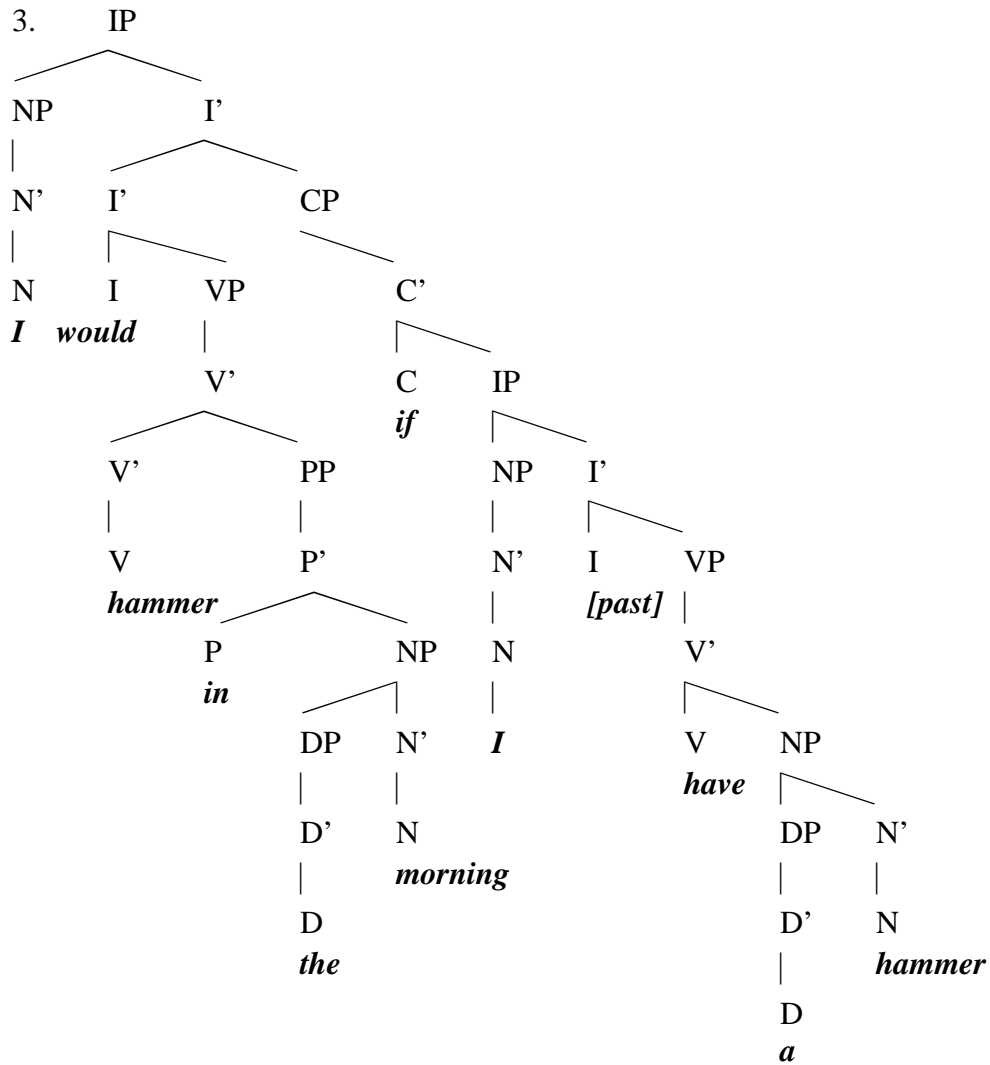 3. IP
NP I’
N’ I’ CP
N I VP C’
I would
V’ C IP
if
V’ PP NP I’
V P’ N’ I VP
hammer [past]
P NP N V’
in
DP N’ I V NP
have
D’ N DP N’
morning
D D’ N
the hammer
D
a